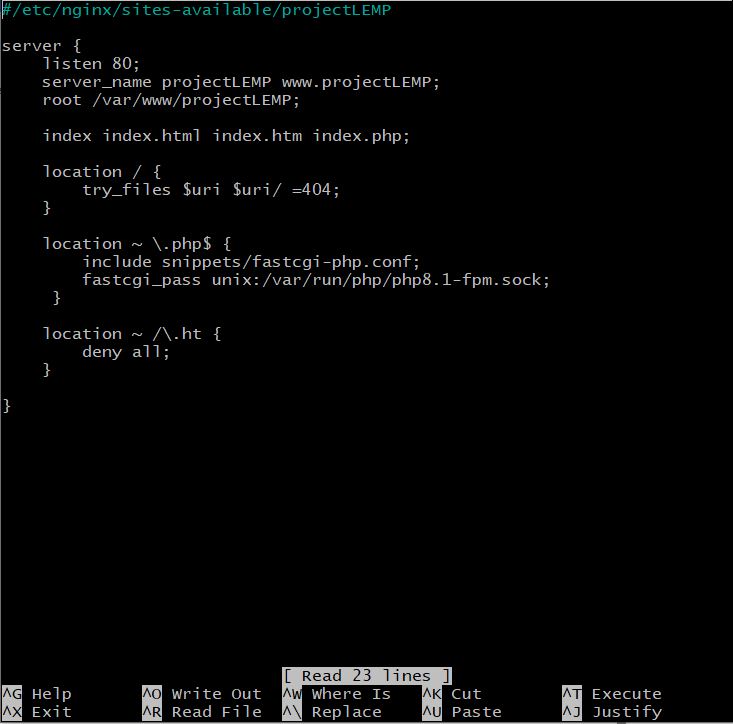 #/etc/nginx/sites-available/projectLEMP
server {
    listen 80;
    server_name projectLEMP www.projectLEMP;
    root /var/www/projectLEMP;
    index index.html index.htm index.php;
    location / {
        try_files $uri $uri/ =404;
    }
    location ~ \.php$ {
        include snippets/fastcgi-php.conf;
        fastcgi_pass unix:/var/run/php/php8.1-fpm.sock;
     }
    location ~ /\.ht {
        deny all;
    }
}
[ Read 23 lines ]
^G Help ^O Write Out ^W Where Is ^K Cut ^T Execute
^X Exit ^R Read File ^\ Replace ^U Paste ^J Justify